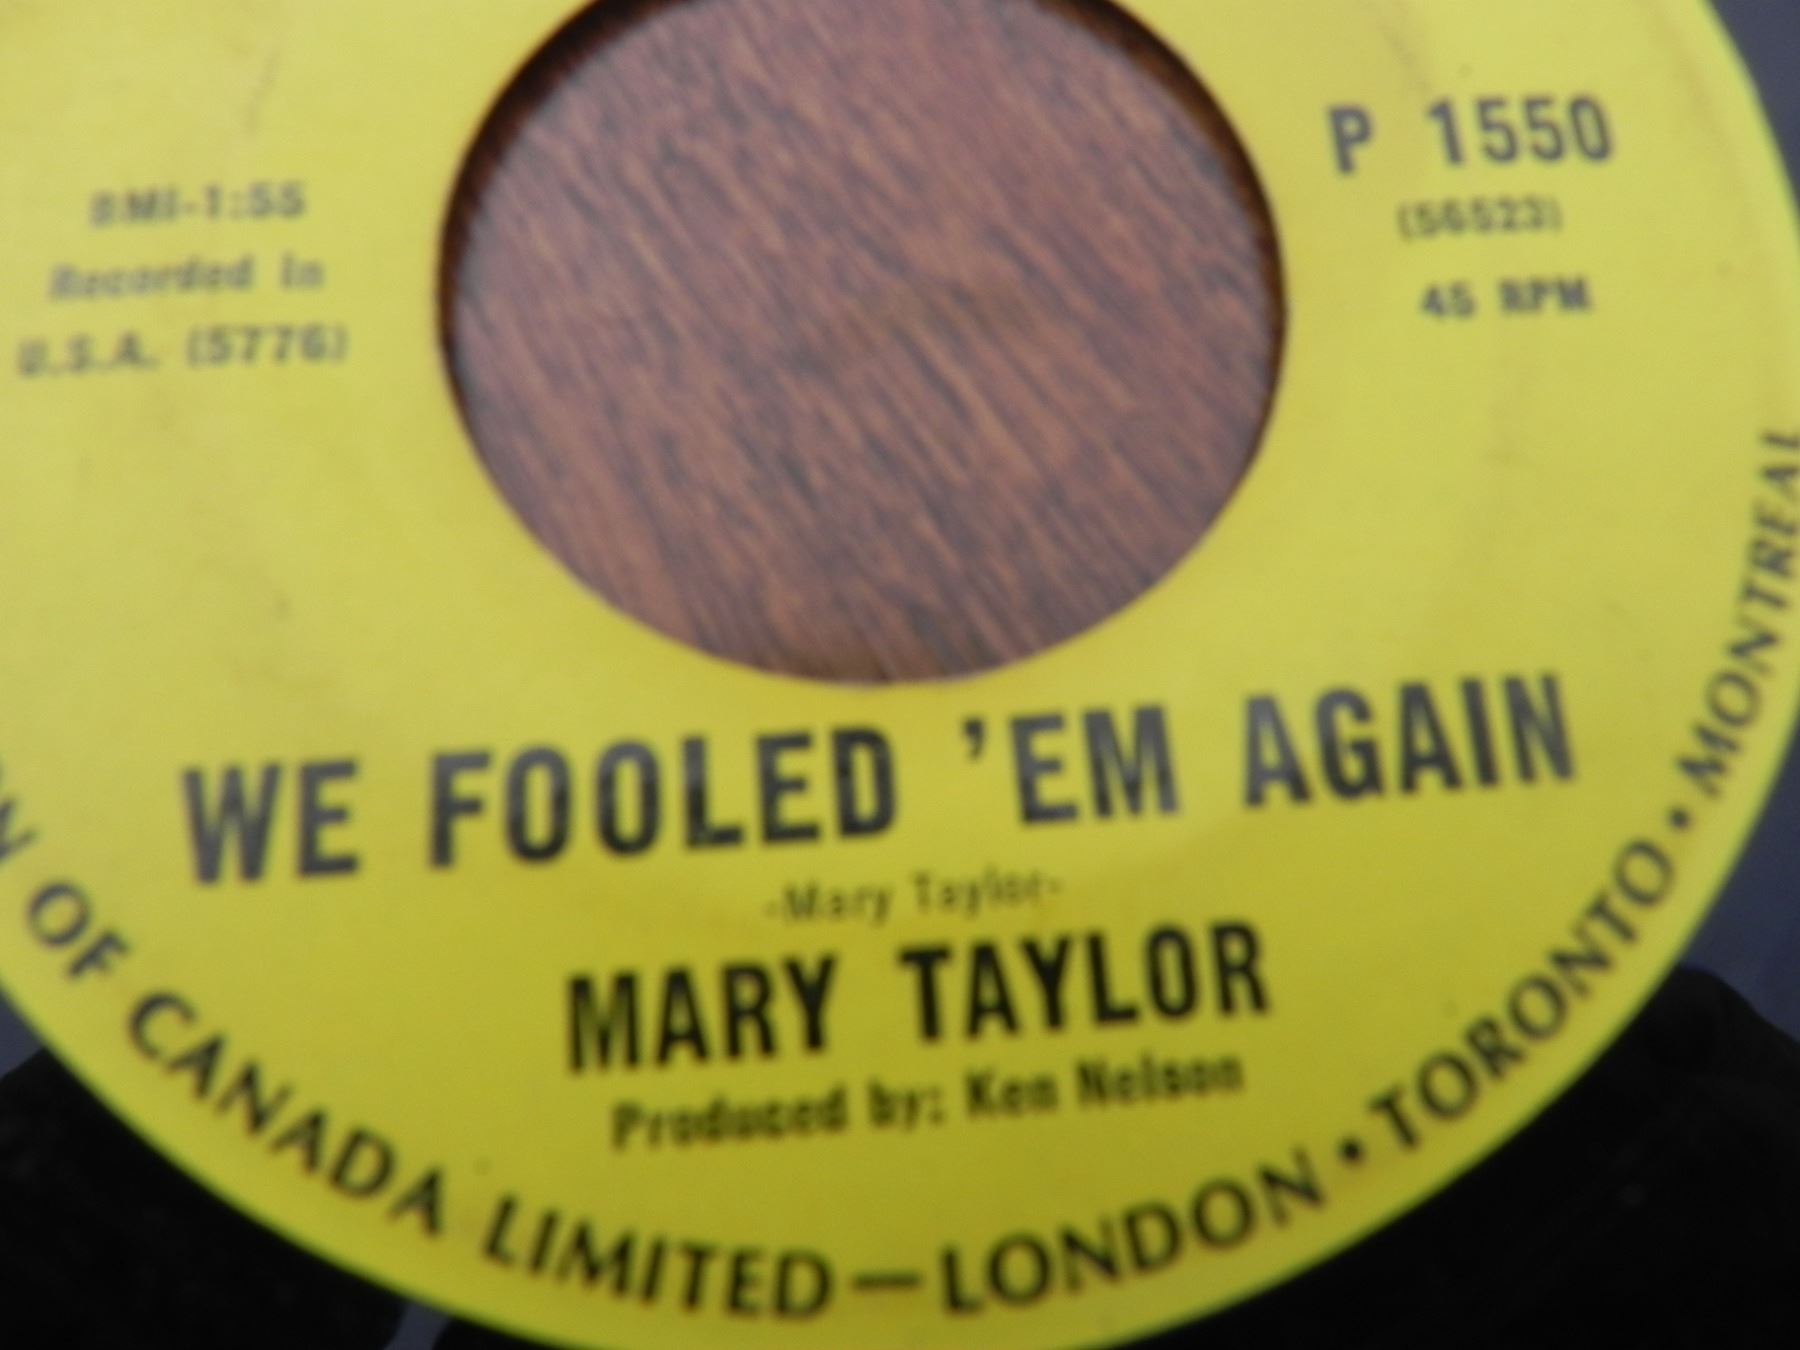 BMI-1:55
Recorded in
U.S.A. (5776)
P 1550
(56523)
45 RPM
WE FOOLED 'EM AGAIN
-Mary Taylor-
MARY TAYLOR
Produced by: Ken Nelson
OF CANADA LIMITED—LONDON • TORONTO • MONTREAL